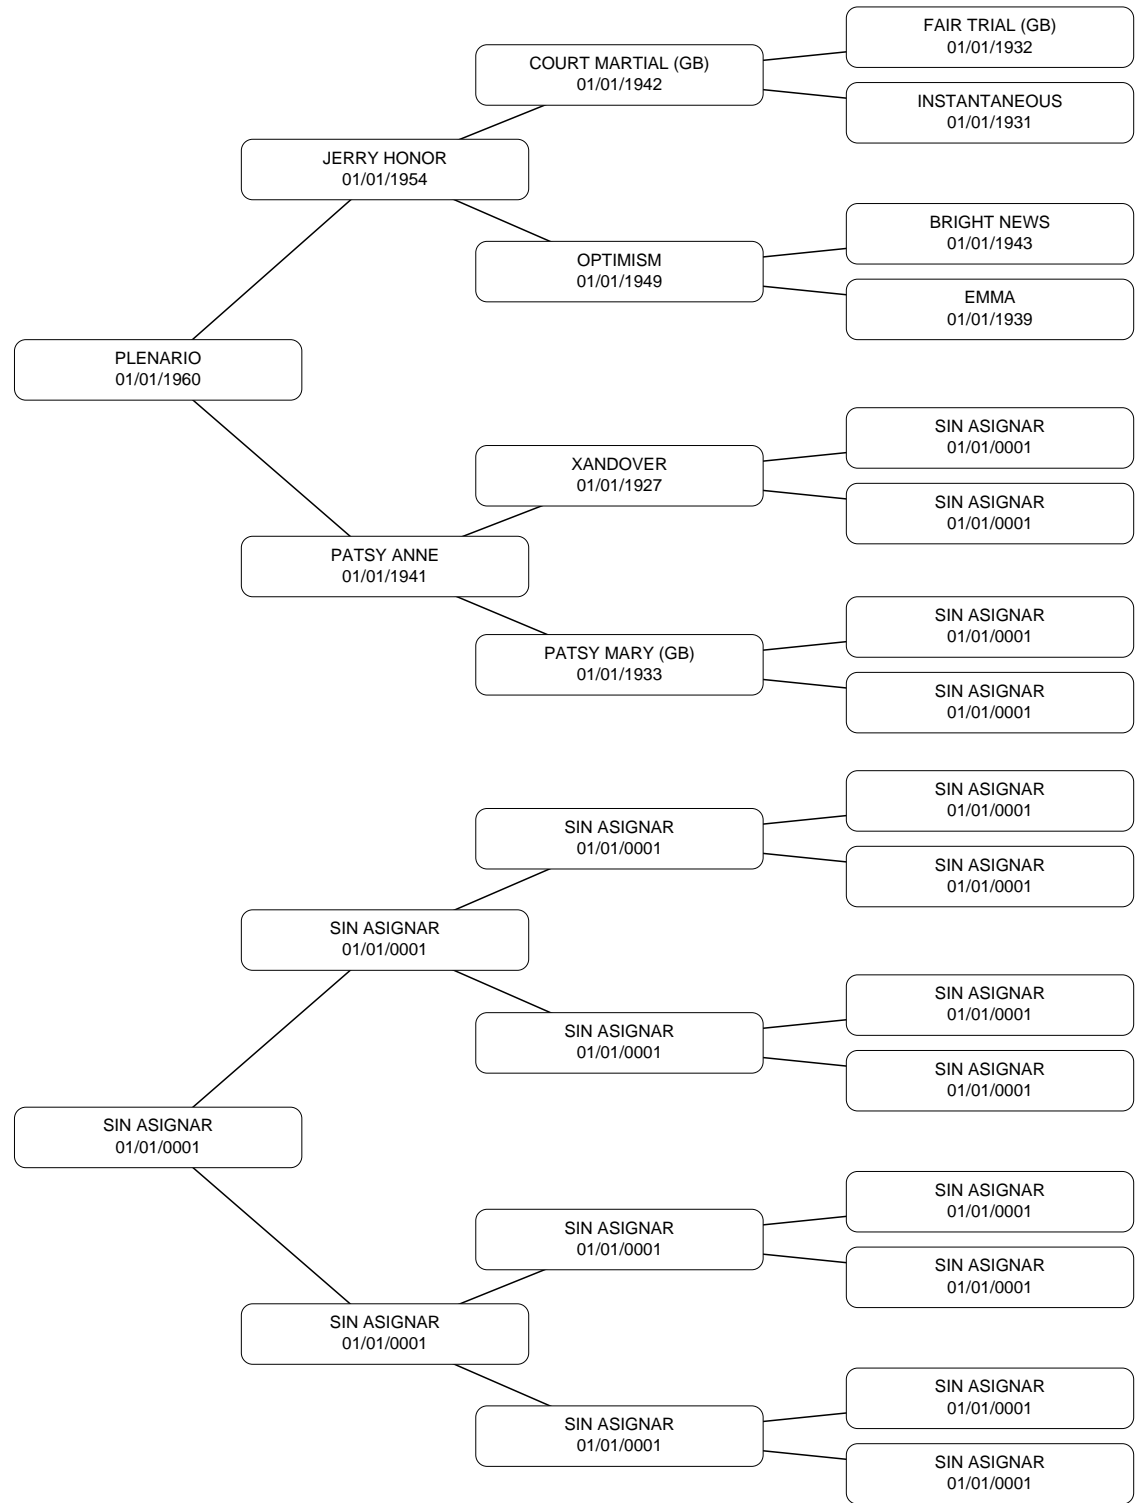 FAIR TRIAL (GB)
01/01/1932
COURT MARTIAL (GB)
01/01/1942
INSTANTANEOUS
01/01/1931
JERRY HONOR
01/01/1954
BRIGHT NEWS
01/01/1943
OPTIMISM
01/01/1949
EMMA
01/01/1939
PLENARIO
01/01/1960
SIN ASIGNAR
01/01/0001
XANDOVER
01/01/1927
SIN ASIGNAR
01/01/0001
PATSY ANNE
01/01/1941
SIN ASIGNAR
01/01/0001
PATSY MARY (GB)
01/01/1933
SIN ASIGNAR
01/01/0001
SIN ASIGNAR
01/01/0001
SIN ASIGNAR
01/01/0001
SIN ASIGNAR
01/01/0001
SIN ASIGNAR
01/01/0001
SIN ASIGNAR
01/01/0001
SIN ASIGNAR
01/01/0001
SIN ASIGNAR
01/01/0001
SIN ASIGNAR
01/01/0001
SIN ASIGNAR
01/01/0001
SIN ASIGNAR
01/01/0001
SIN ASIGNAR
01/01/0001
SIN ASIGNAR
01/01/0001
SIN ASIGNAR
01/01/0001
SIN ASIGNAR
01/01/0001
SIN ASIGNAR
01/01/0001